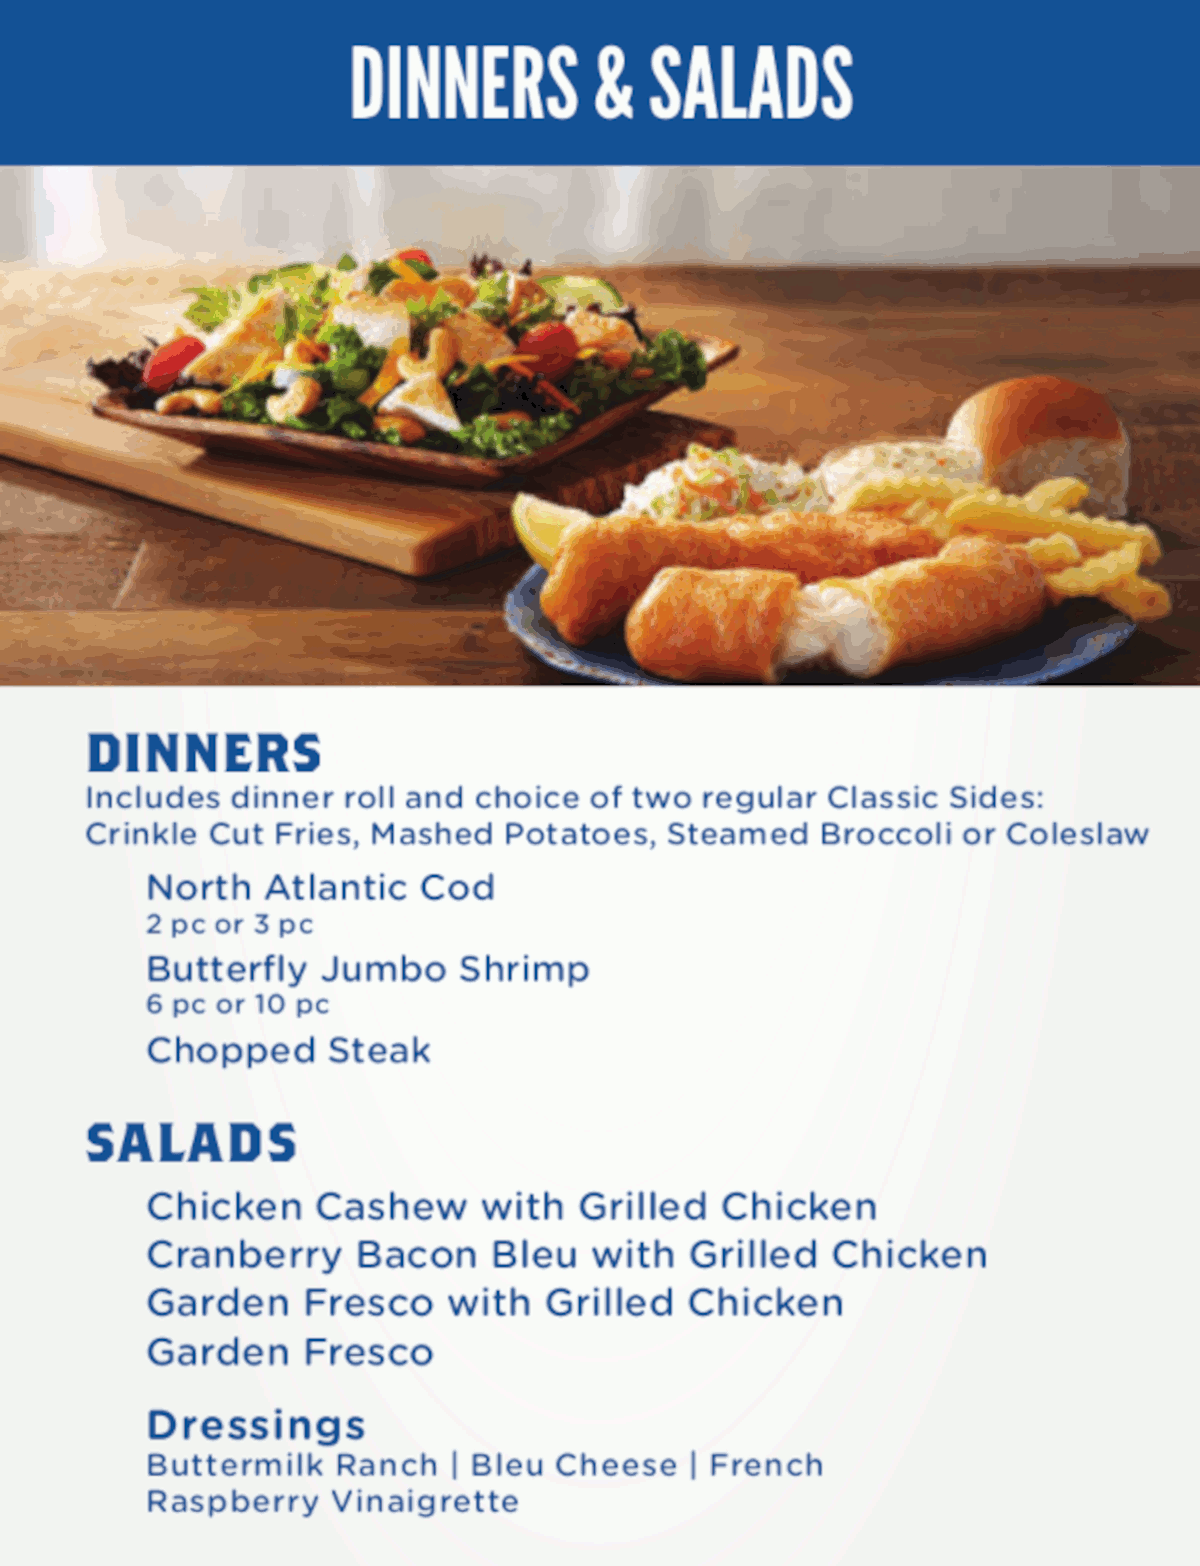 DINNERS & SALADS
DINNERS
Includes dinner roll and choice of two regular Classic Sides:
Crinkle Cut Fries, Mashed Potatoes, Steamed Broccoli or Coleslaw
North Atlantic Cod
2 pc or 3 pc
Butterfly Jumbo Shrimp
6 pc or 10 pc
Chopped Steak
SALADS
Chicken Cashew with Grilled Chicken
Cranberry Bacon Bleu with Grilled Chicken
Garden Fresco with Grilled Chicken
Garden Fresco
Dressings
Buttermilk Ranch | Bleu Cheese | French
Raspberry Vinaigrette